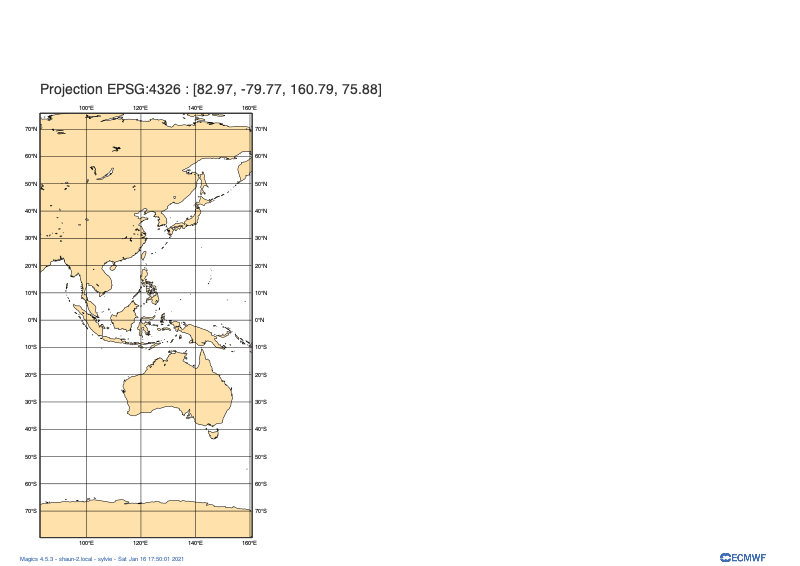 Projection EPSG:4326 : [82.97, -79.77, 160.79, 75.88]
100°E 120°E 140°E 160°E
70°N 70°N
60°N 60°N
50°N 50°N
40°N 40°N
30°N 30°N
20°N 20°N
10°N 10°N
0°N 0°N
10°S 10°S
20°S 20°S
30°S 30°S
40°S 40°S
50°S 50°S
60°S 60°S
70°S 70°S
100°E 120°E 140°E 160°E
Magics 4.5.3 - shaun-2.local - sylvie - Sat Jan 16 17:50:01 2021
ECMWF